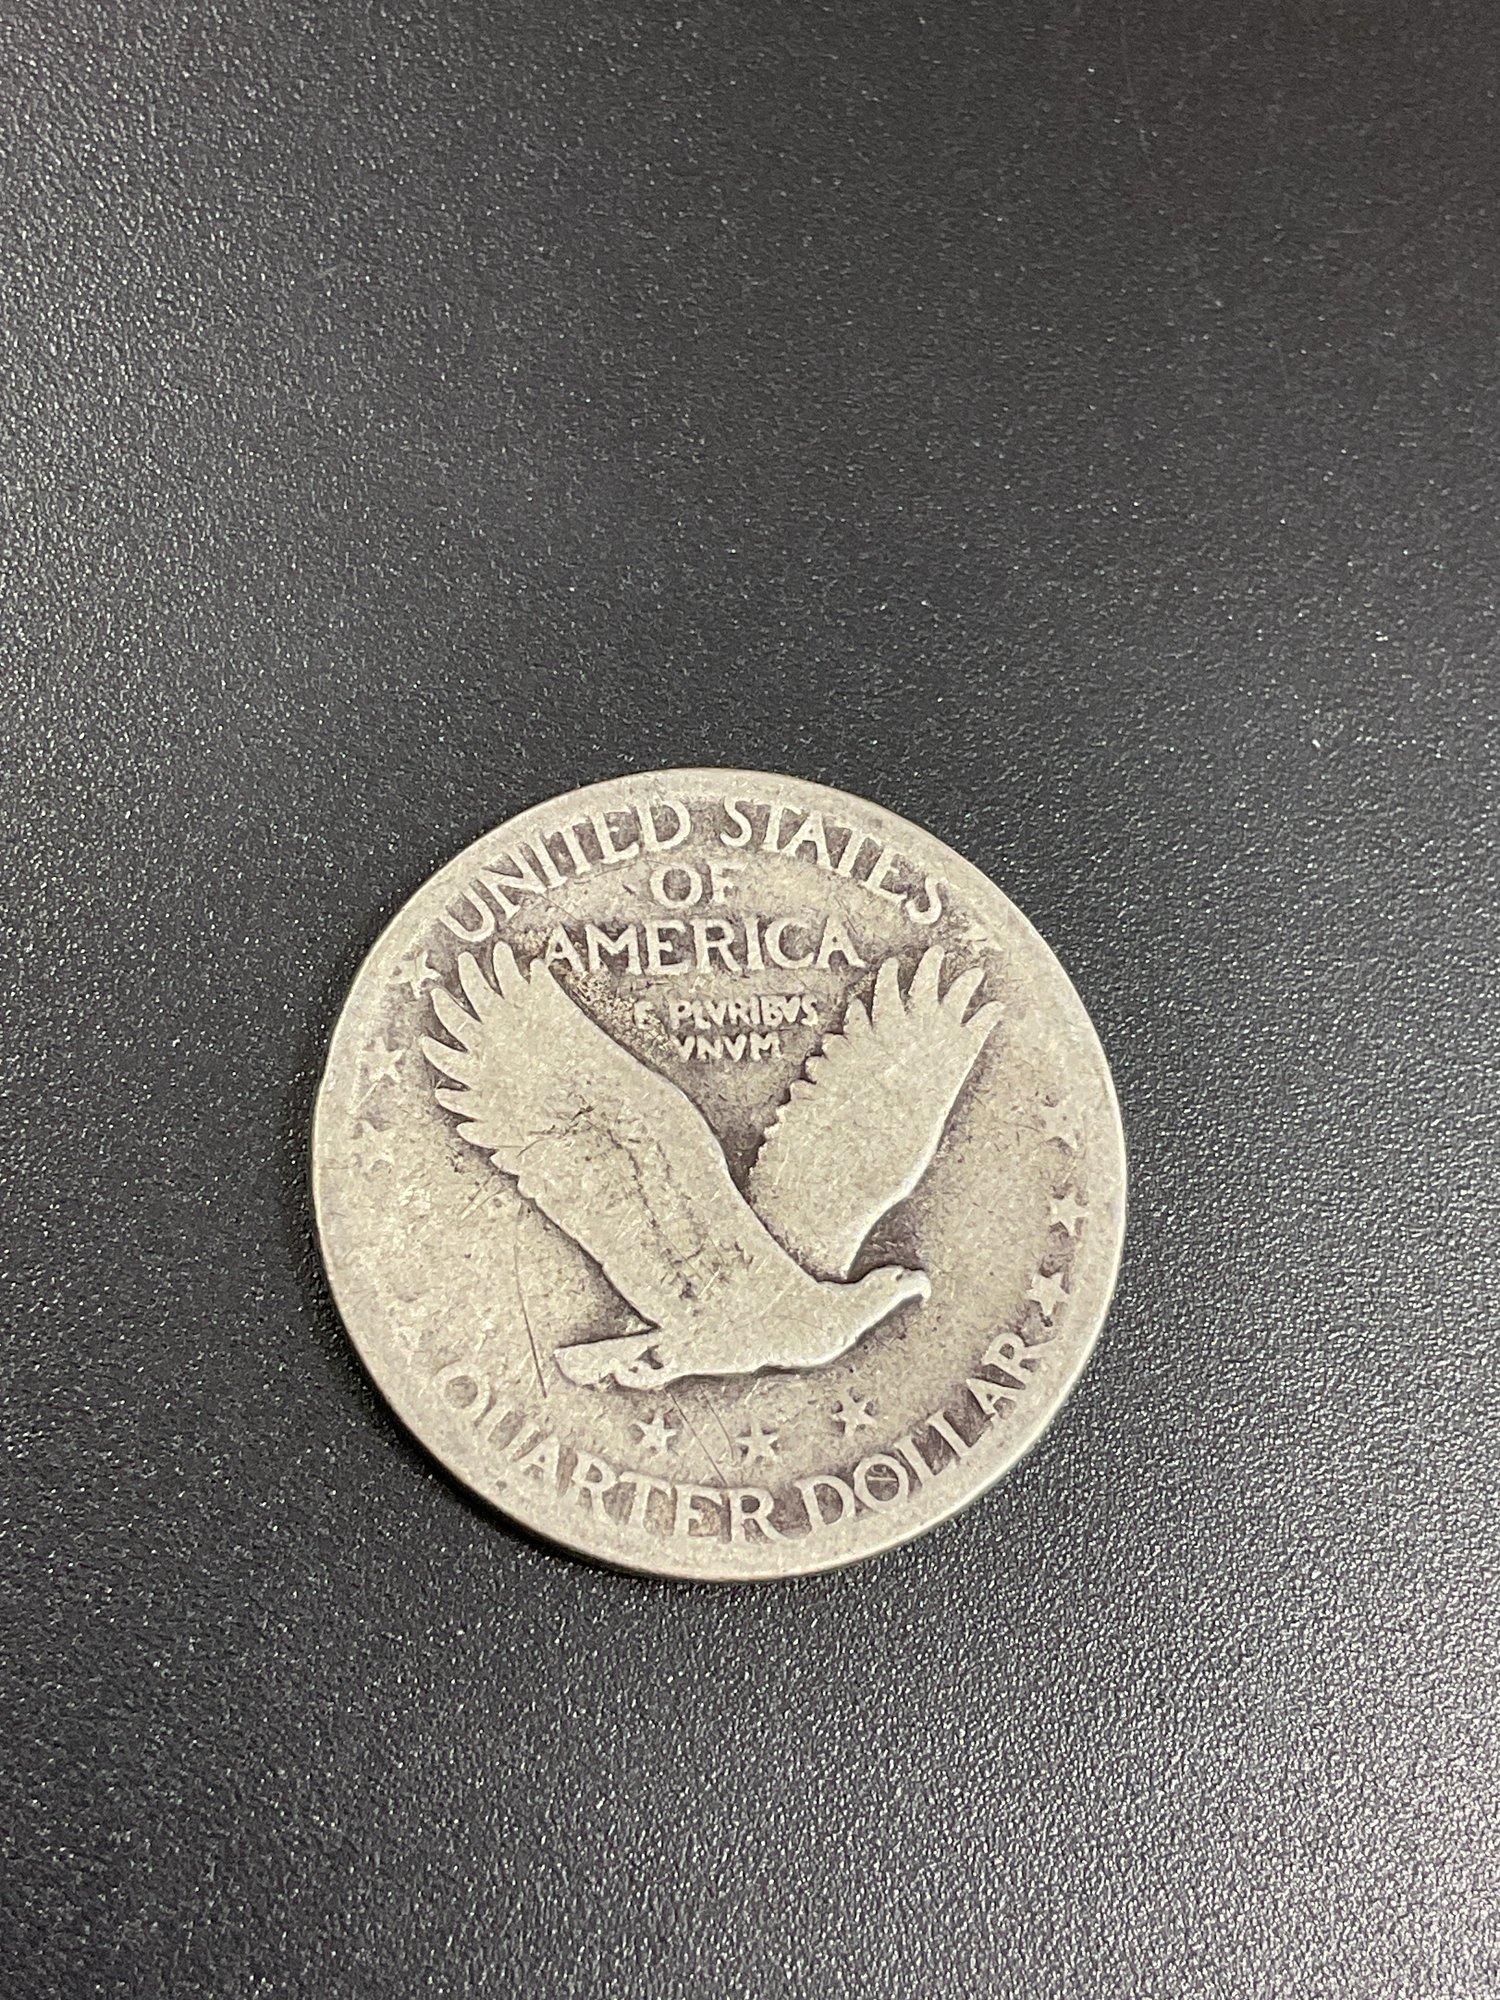 UNITED STATES
OF
AMERICA
E PLVRIBVS
VNVM
QUARTER DOLLAR